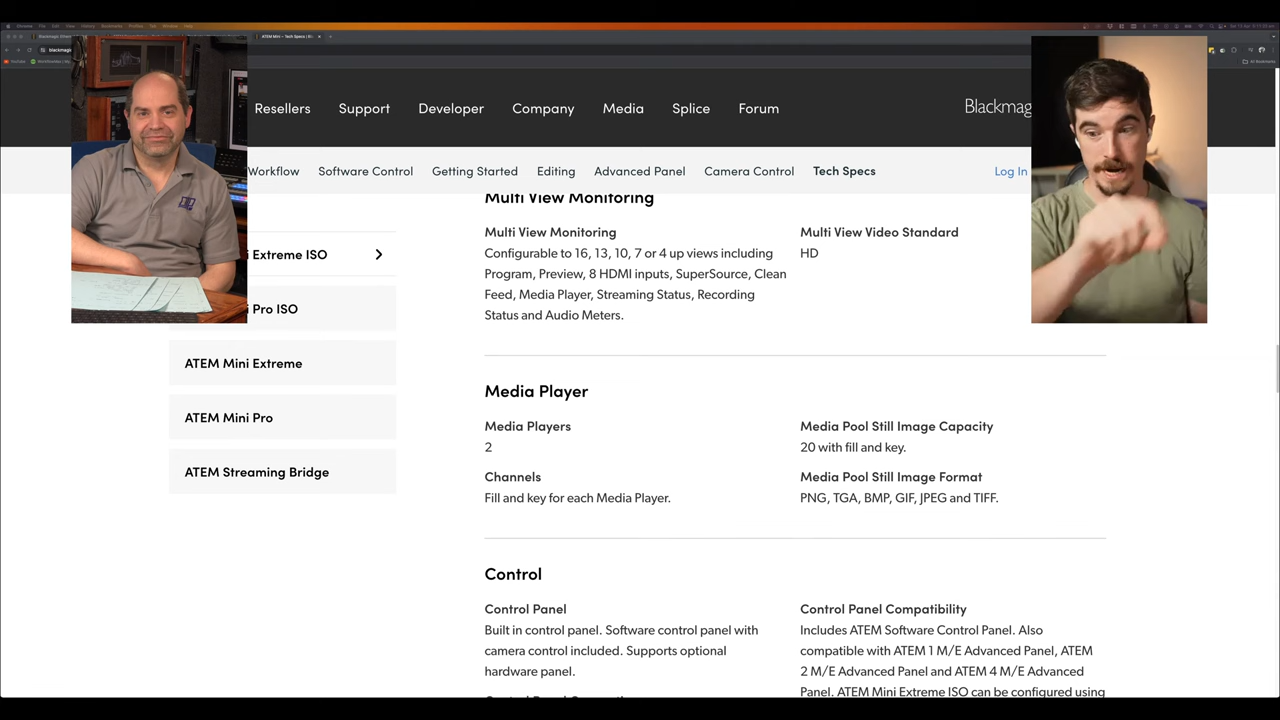 Resellers Support Developer Company Media Splice Forum
Blackmagic
Workflow Software Control Getting Started Editing Advanced Panel Camera Control Tech Specs Log In
Extreme ISO
Pro ISO
ATEM Mini Extreme
ATEM Mini Pro
ATEM Streaming Bridge
Multi View Monitoring
Multi View Monitoring
Configurable to 16, 13, 10, 7 or 4 up views including
Program, Preview, 8 HDMI inputs, SuperSource, Clean
Feed, Media Player, Streaming Status, Recording
Status and Audio Meters.
Multi View Video Standard
HD
Media Player
Media Players
2
Channels
Fill and key for each Media Player.
Media Pool Still Image Capacity
20 with fill and key.
Media Pool Still Image Format
PNG, TGA, BMP, GIF, JPEG and TIFF.
Control
Control Panel
Built in control panel. Software control panel with
camera control included. Supports optional
hardware panel.
Control Panel Compatibility
Includes ATEM Software Control Panel. Also
compatible with ATEM 1 M/E Advanced Panel, ATEM
2 M/E Advanced Panel and ATEM 4 M/E Advanced
Panel. ATEM Mini Extreme ISO can be configured using